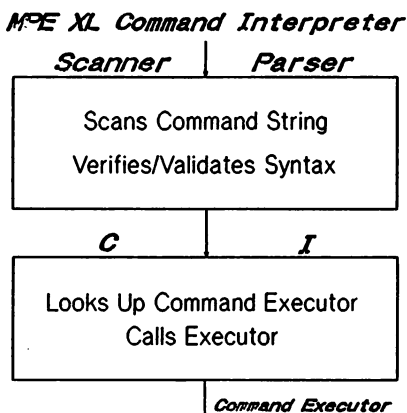 MPE XL Command Interpreter
Scanner Parser
Scans Command String
Verifies/Validates Syntax
C I
Looks Up Command Executor
Calls Executor
Command Executor